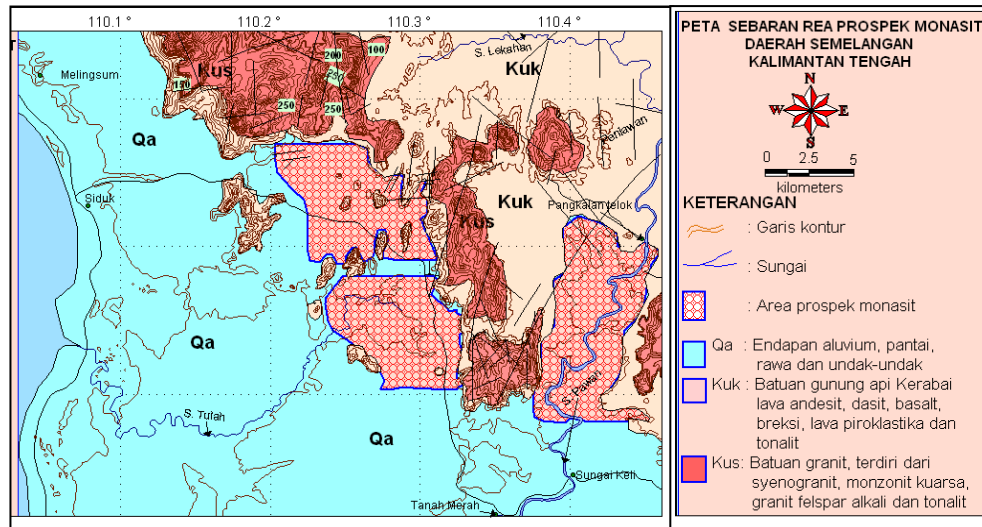 110.1 110.2 110.3 110.4
S. Lekahan
Melingsum
150
Kus
200
250
100
250
250
Kuk
Qa
Siduk
Pangkalan telok
Kuk
Kus
Qa
S. Tulah
Qa
S. Pawan
Sungai Keli
Tanah Merah
PETA SEBARAN REA PROSPEK MONASIT
DAERAH SEMELANGAN
KALIMANTAN TENGAH
N
W E
S
0 2.5 5
kilometers
KETERANGAN
: Garis kontur
: Sungai
: Area prospek monasit
Qa : Endapan aluvium, pantai,
rawa dan undak-undak
Kuk : Batuan gunung api Kerabai
lava andesit, dasit, basalt,
breksi, lava piroklastika dan
tonalit
Kus: Batuan granit, terdiri dari
syenogranit, monzonit kuarsa,
granit felspar alkali dan tonalit